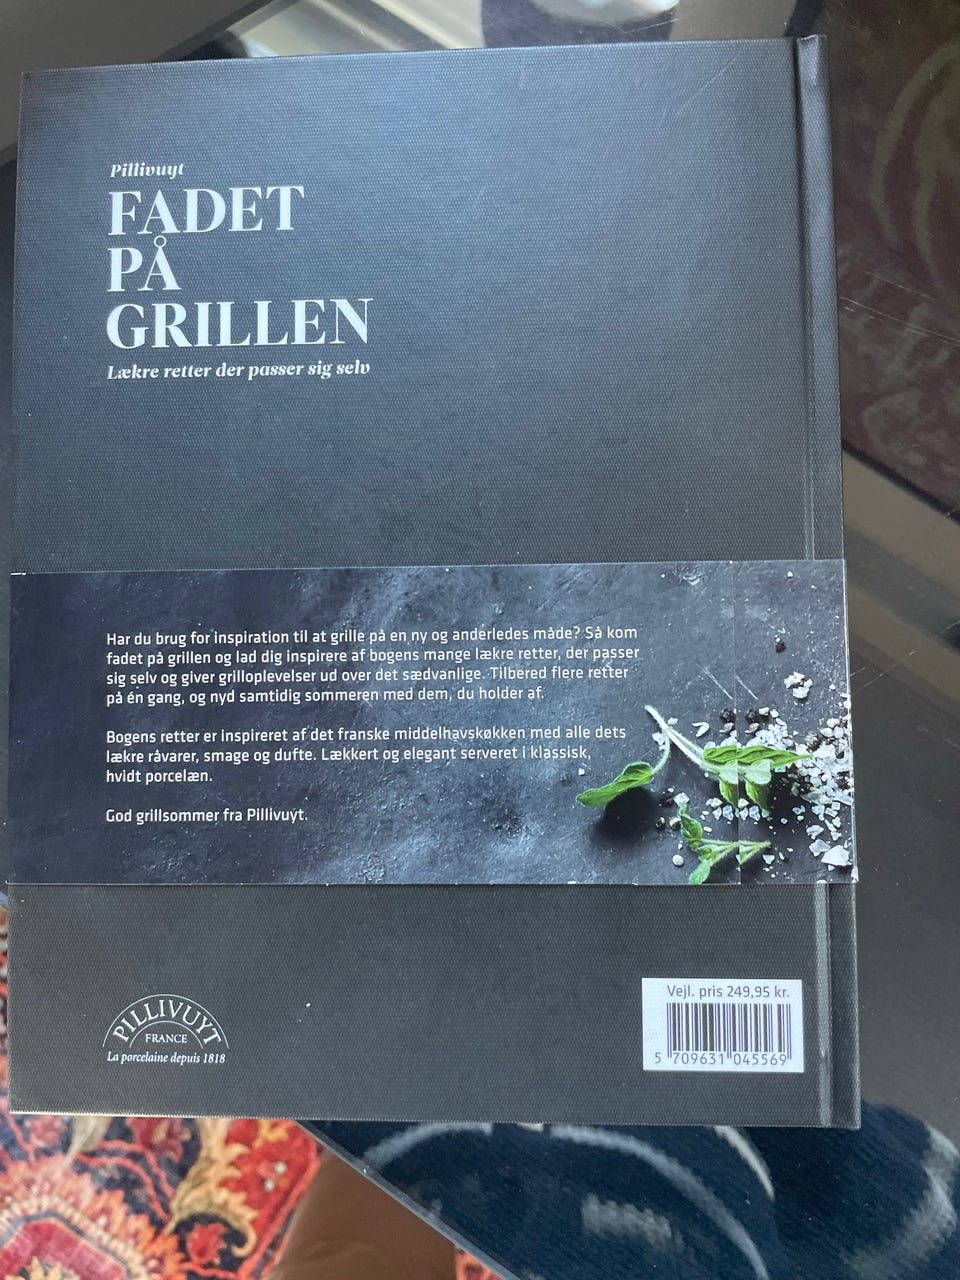 Pillivuyt
FADET
PÅ
GRILLEN
Lækre retter der passer sig selv
Har du brug for inspiration til at grille på en ny og anderledes måde? Så kom
fadet på grillen og lad dig inspirere af bogens mange lækre retter, der passer
sig selv og giver grilloplevelser ud over det sædvanlige. Tilbered flere retter
på én gang, og nyd samtidig sommeren med dem, du holder af.
Bogens retter er inspireret af det franske middelhavskøkken med alle dets
lækre råvarer, smage og dufte. Lækkert og elegant serveret i klassisk,
hvidt porcelæn.
God grillsommer fra Pillivuyt.
PILLIVUYT
FRANCE
La porcelaine depuis 1818
Vejl. pris 249,95 kr.
5 709631 045569